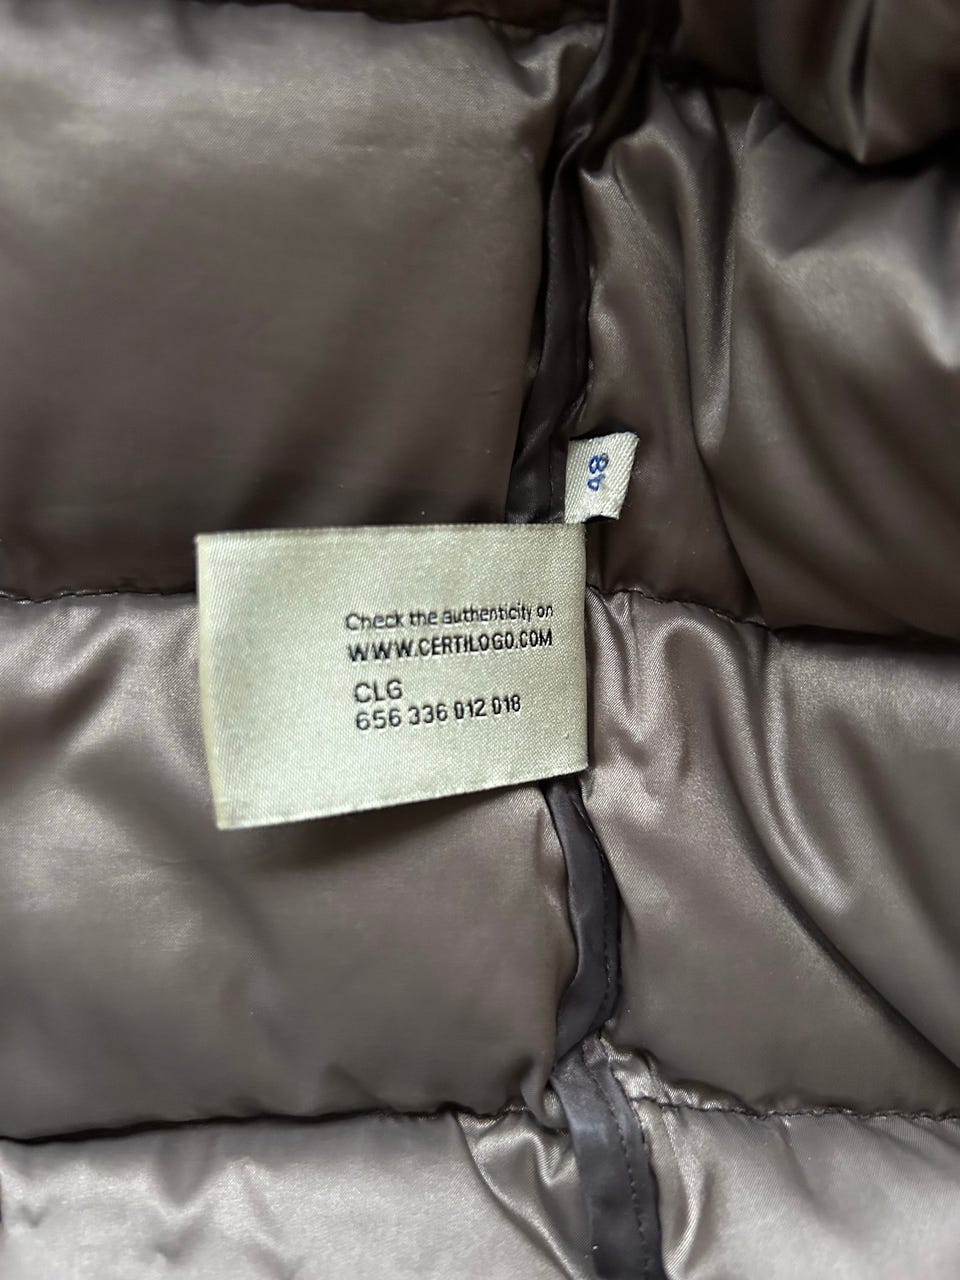 48
Check the authenticity on
WWW.CERTILOGO.COM
CLG
656 336 012 018